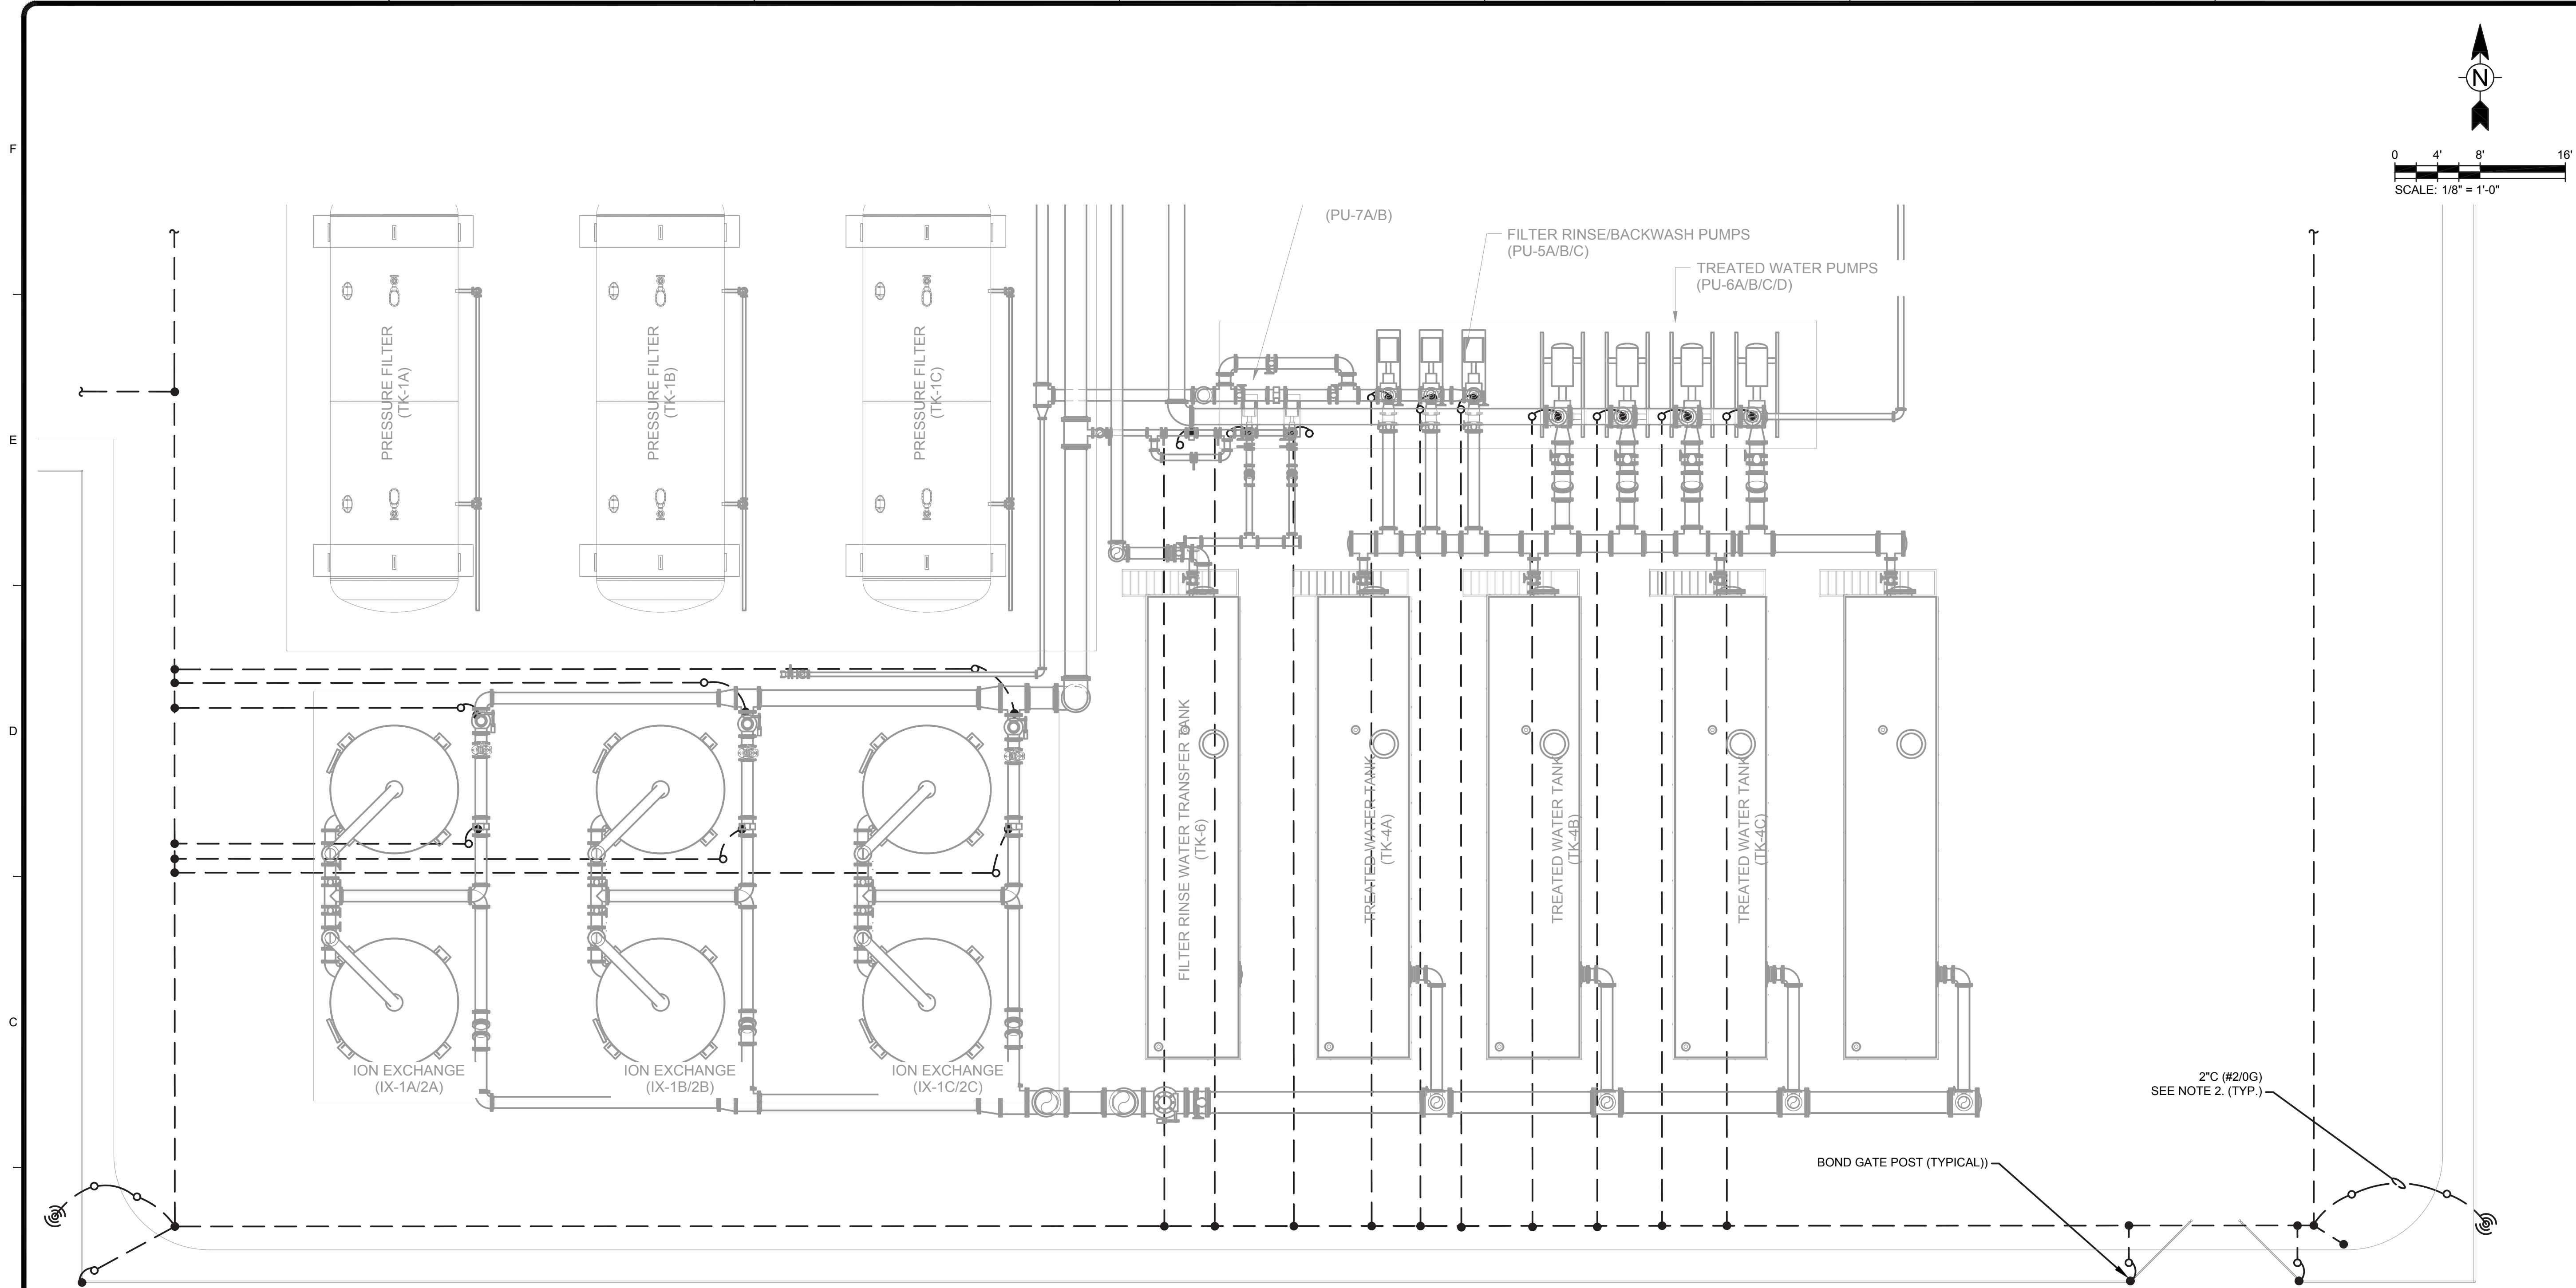 N
0 4' 8' 16'
SCALE: 1/8" = 1'-0"
F
E
D
C
(PU-7A/B)
FILTER RINSE/BACKWASH PUMPS
(PU-5A/B/C)
TREATED WATER PUMPS
(PU-6A/B/C/D)
PRESSURE FILTER
(TK-1A)
PRESSURE FILTER
(TK-1B)
PRESSURE FILTER
(TK-1C)
FILTER RINSE WATER TRANSFER TANK
(TK-6)
TREATED WATER TANK
(TK-4A)
TREATED WATER TANK
(TK-4B)
TREATED WATER TANK
(TK-4C)
ION EXCHANGE
(IX-1A/2A)
ION EXCHANGE
(IX-1B/2B)
ION EXCHANGE
(IX-1C/2C)
2"C (#2/0G)
SEE NOTE 2. (TYP.)
BOND GATE POST (TYPICAL))